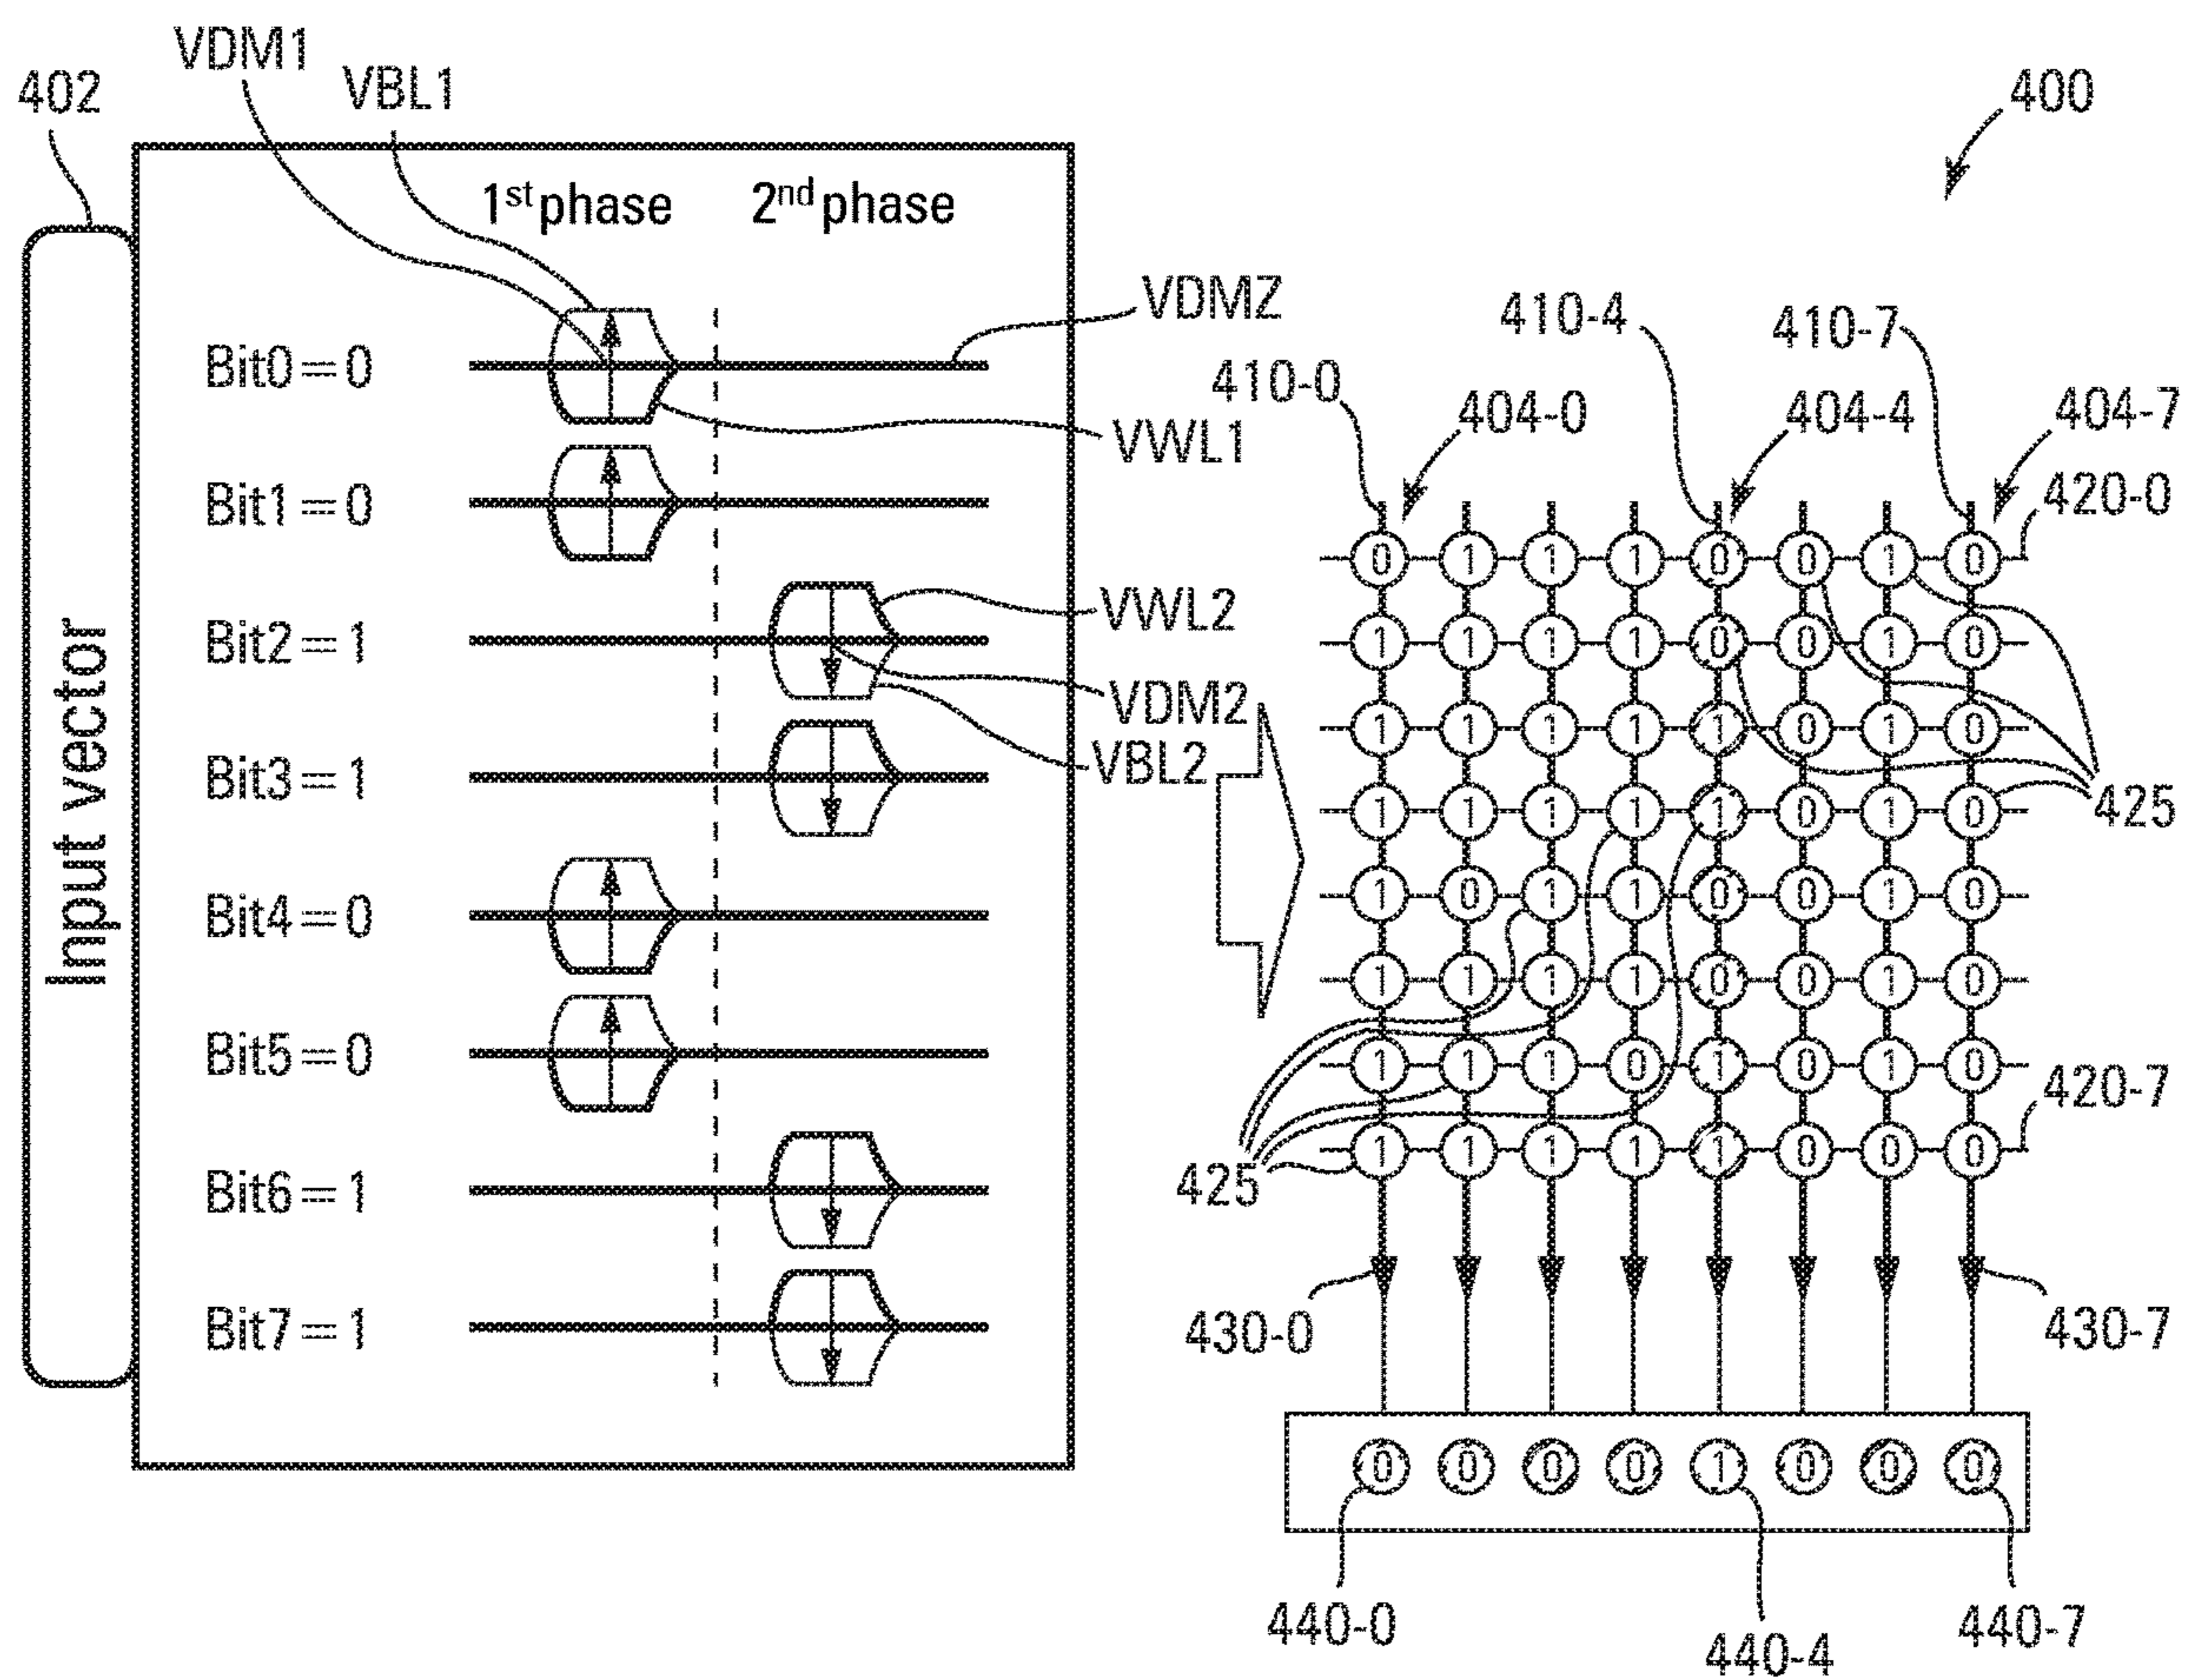 VDM1
VBL1
402
400
1st phase
2nd phase
VDMZ
410-4
410-7
410-0
404-0
404-4
404-7
Bit0=0
VWL1
420-0
Bit1=0
0 1 1 1 0 0 1 0
VWL2
Bit2=1
1 1 1 1 0 0 1 0
VDM2
1 1 1 1 1 0 1 0
VBL2
Bit3=1
1 1 1 1 1 0 1 0
425
Input vector
Bit4=0
1 0 1 1 0 0 1 0
1 1 1 1 0 0 1 0
Bit5=0
1 1 1 0 1 0 1 0
420-7
1 1 1 1 1 0 0 0
425
Bit6=1
Bit7=1
430-0
430-7
0 0 0 0 1 0 0 0
440-0
440-4
440-7